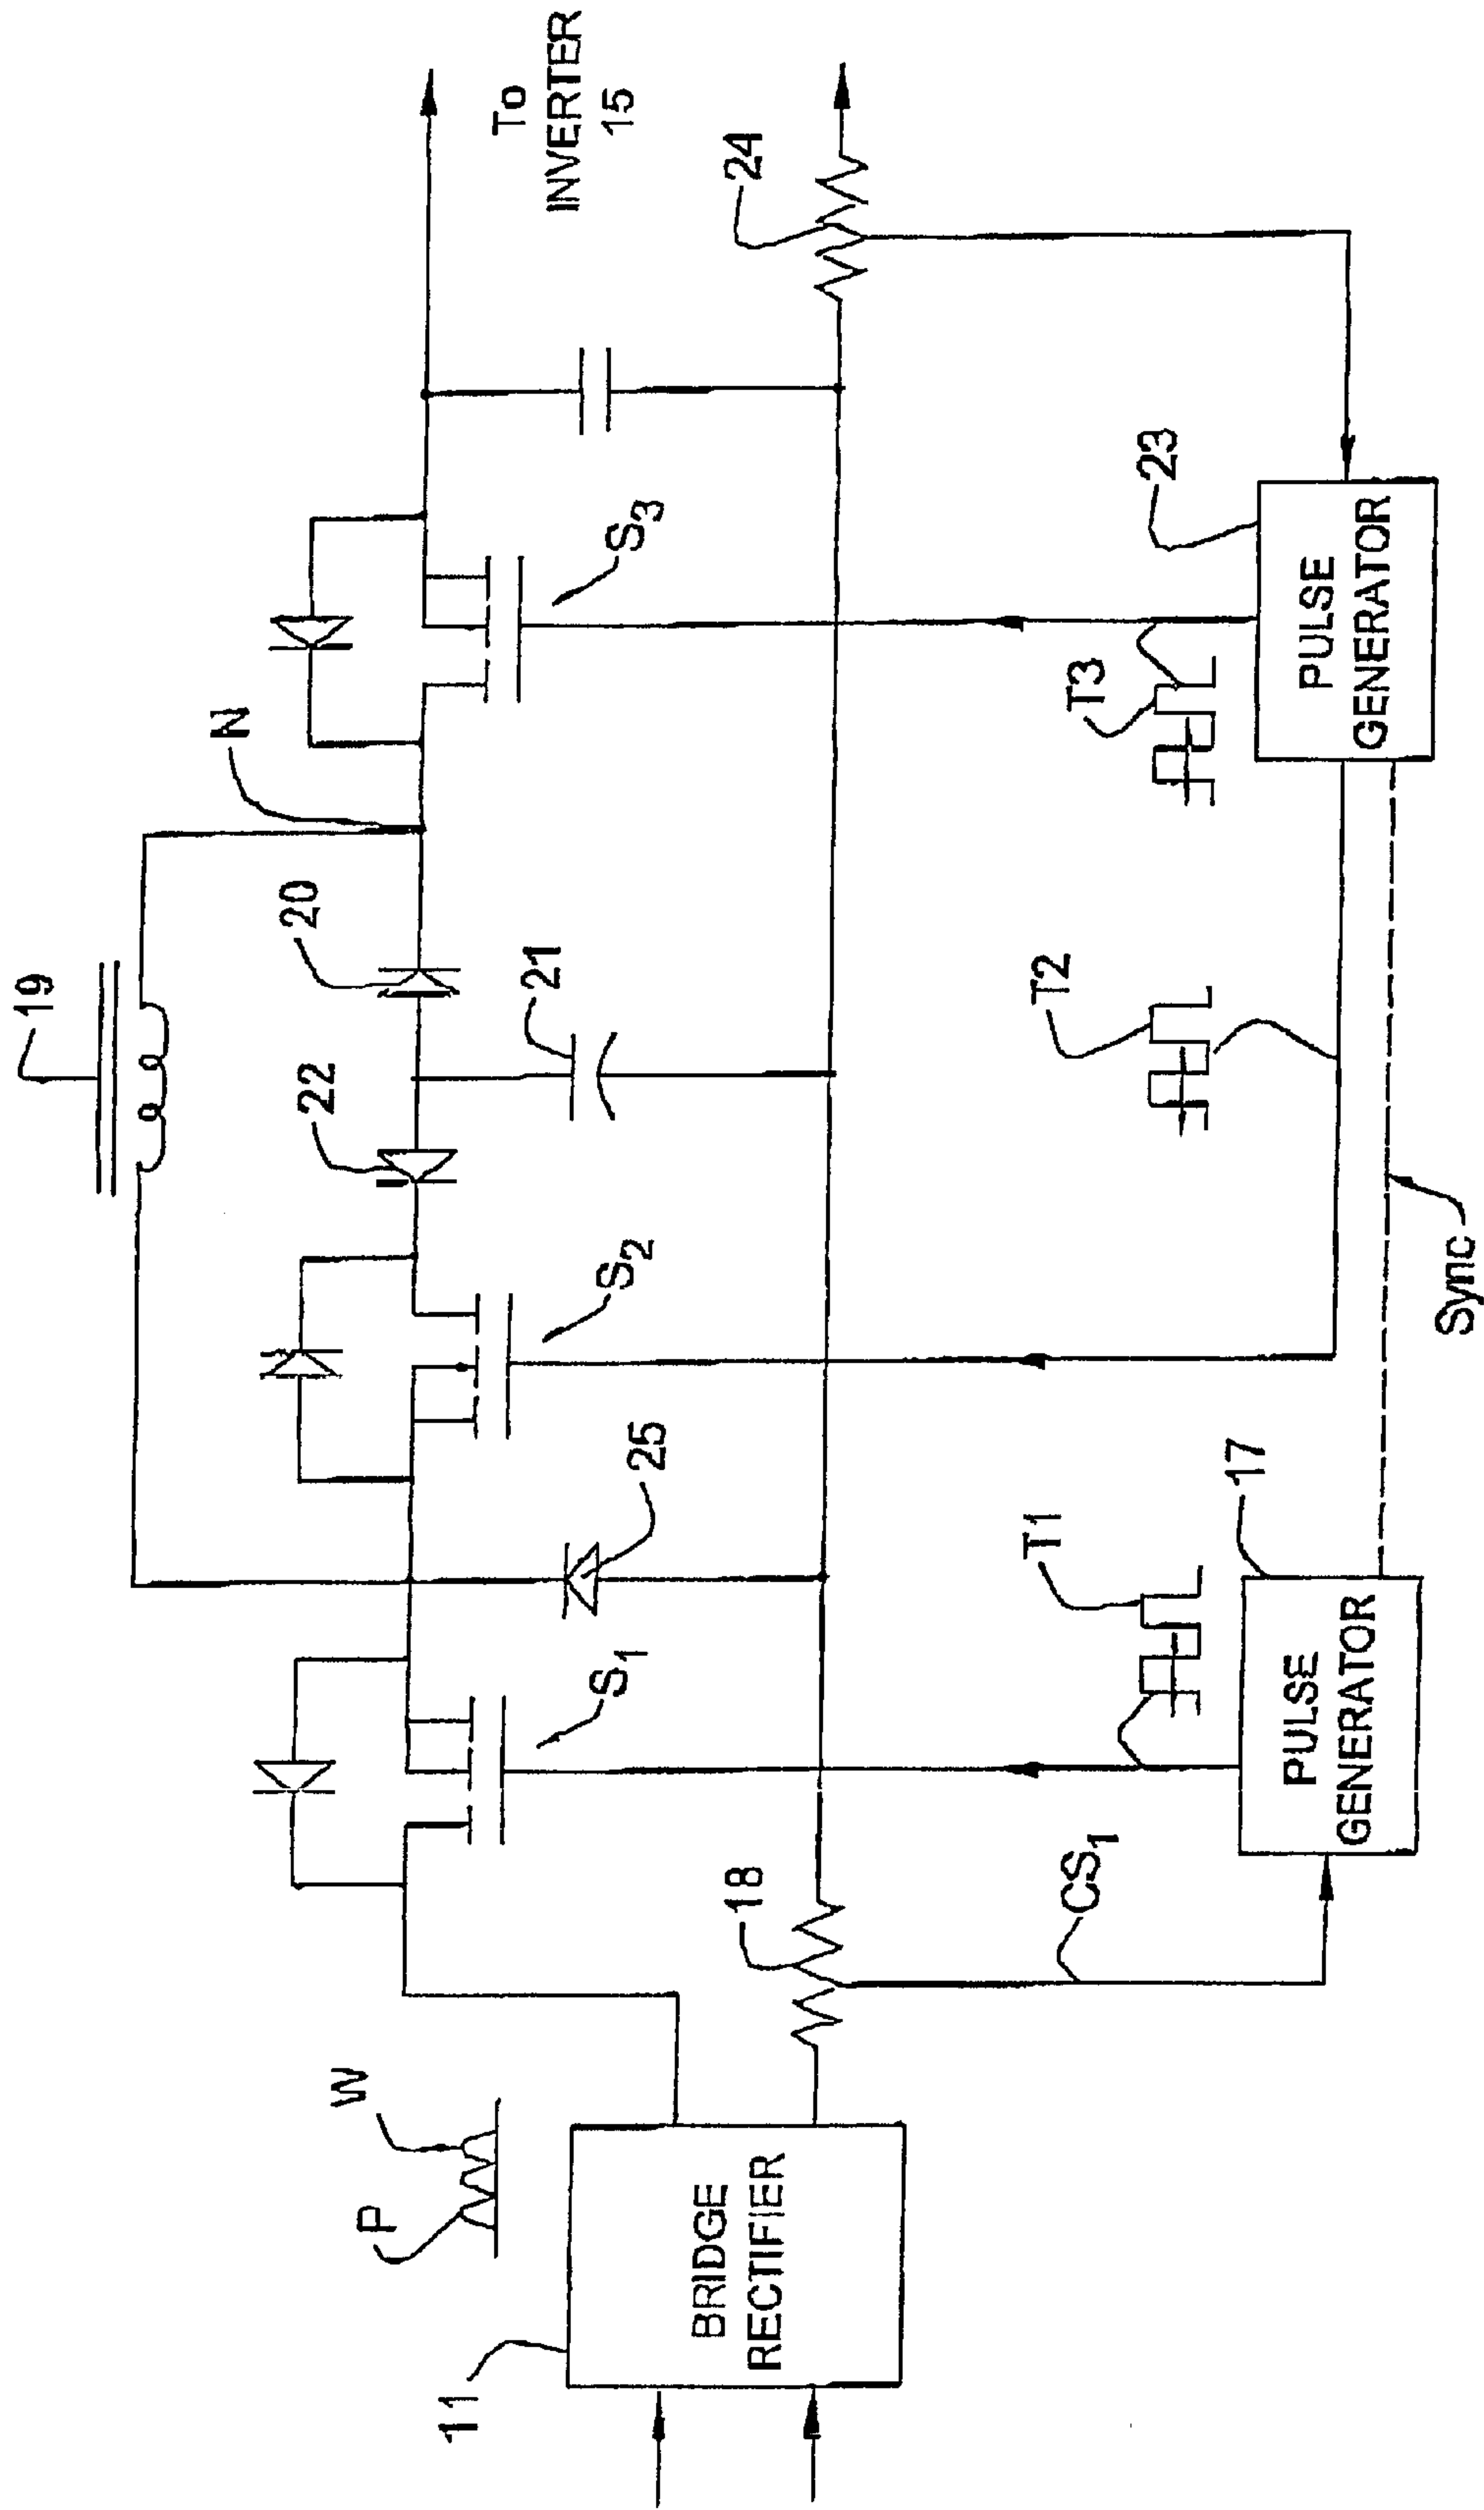 19
N
20
22
21
To
INVERTER
15
S3
S2
25
S1
24
W
P
18
11
BRIDGE
RECTIFIER
CS1
T1
T2
T3
23
17
PULSE
GENERATOR
PULSE
GENERATOR
Sync